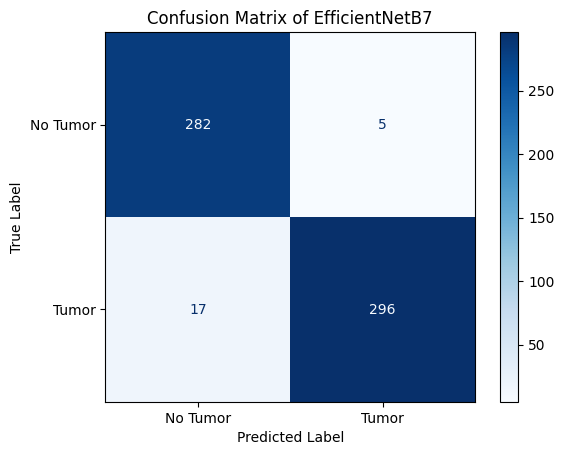 Confusion Matrix of EfficientNetB7
True Label
No Tumor
282
5
Tumor
17
296
No Tumor
Tumor
Predicted Label
250
200
150
100
50